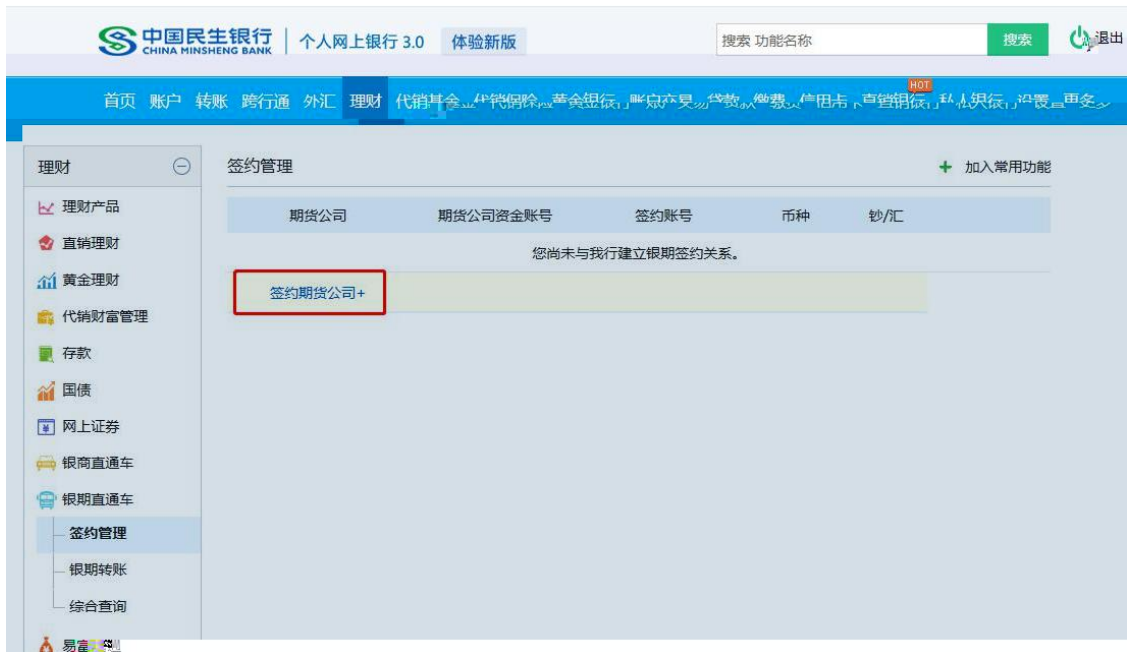 中国民生银行
CHINA MINSHENG BANK
个人网上银行 3.0
体验新版
搜索 功能名称
搜索
退出
HOT
首页 账户 转账 跨行通 外汇 理财
理财
签约管理
+ 加入常用功能
期货公司 期货公司资金账号 签约账号 币种 钞/汇
您尚未与我行建立银期签约关系。
签约期货公司+
理财产品
直销理财
黄金理财
代销财富管理
存款
国债
网上证券
银商直通车
银期直通车
签约管理
银期转账
综合查询
易富